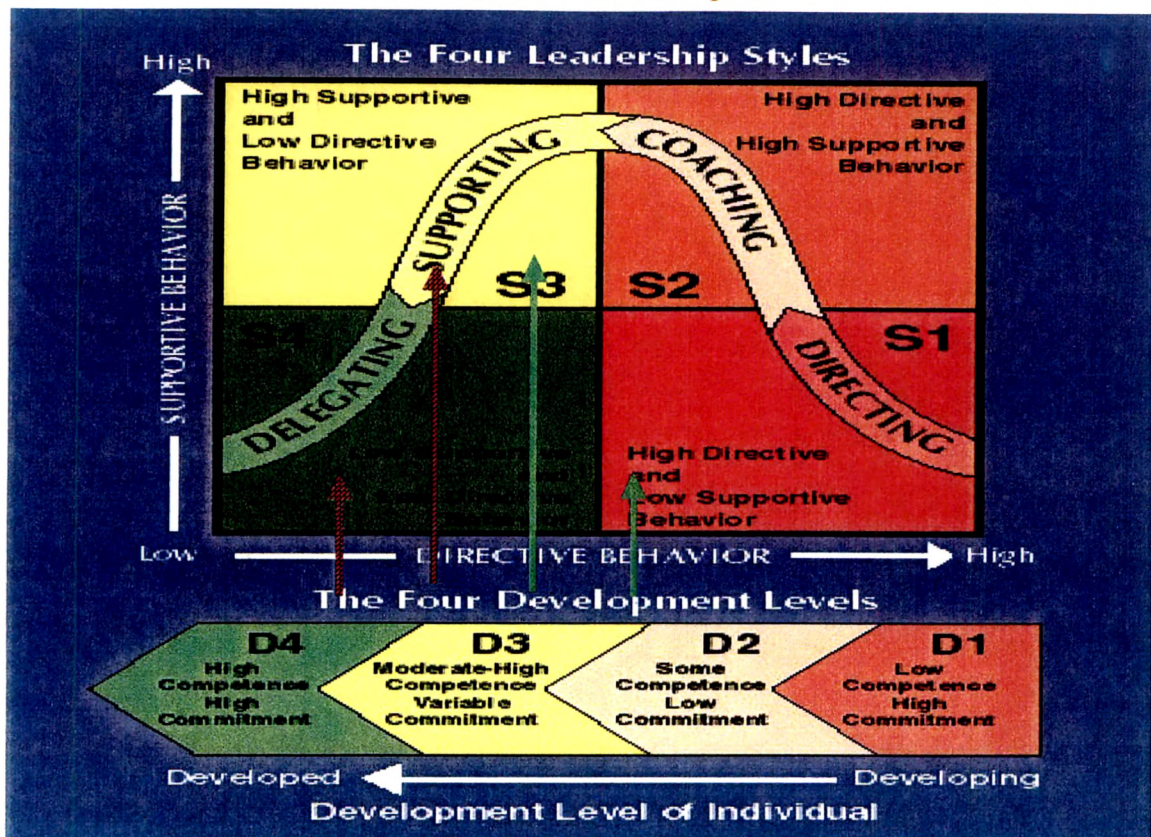 The Four Leadership Styles
High
High Supportive
and
Low Directive
Behavior
High Directive
and
High Supportive
Behavior
SUPPORTING
COACHING
SUPPORTIVE BEHAVIOR
S3
S2
S4
S1
DELEGATING
DIRECTING
High Directive
and
Low Supportive
Behavior
Low
DIRECTIVE BEHAVIOR
High
The Four Development Levels
D4
High
Competence
High
Commitment
D3
Moderate-High
Competence
Variable
Commitment
D2
Some
Competence
Low
Commitment
D1
Low
Competence
High
Commitment
Developed
Developing
Development Level of Individual